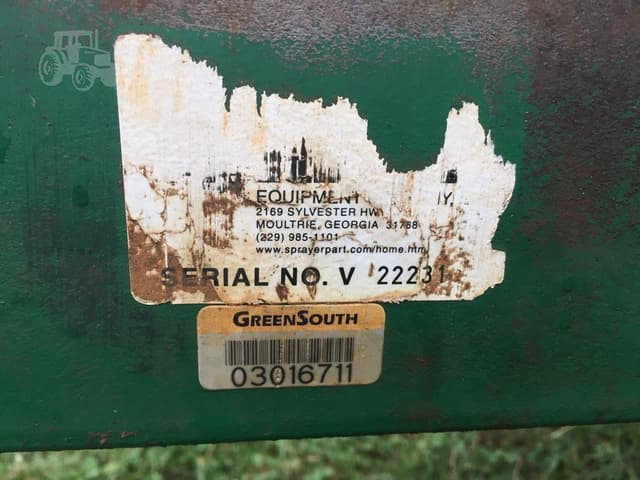 EQUIPMENT Y.
2169 SYLVESTER HWY
MOULTRIE, GEORGIA 31768
(229) 985-1101
www.sprayerpart.com/home.htm
SERIAL NO. V 22231
GREENSOUTH
03016711